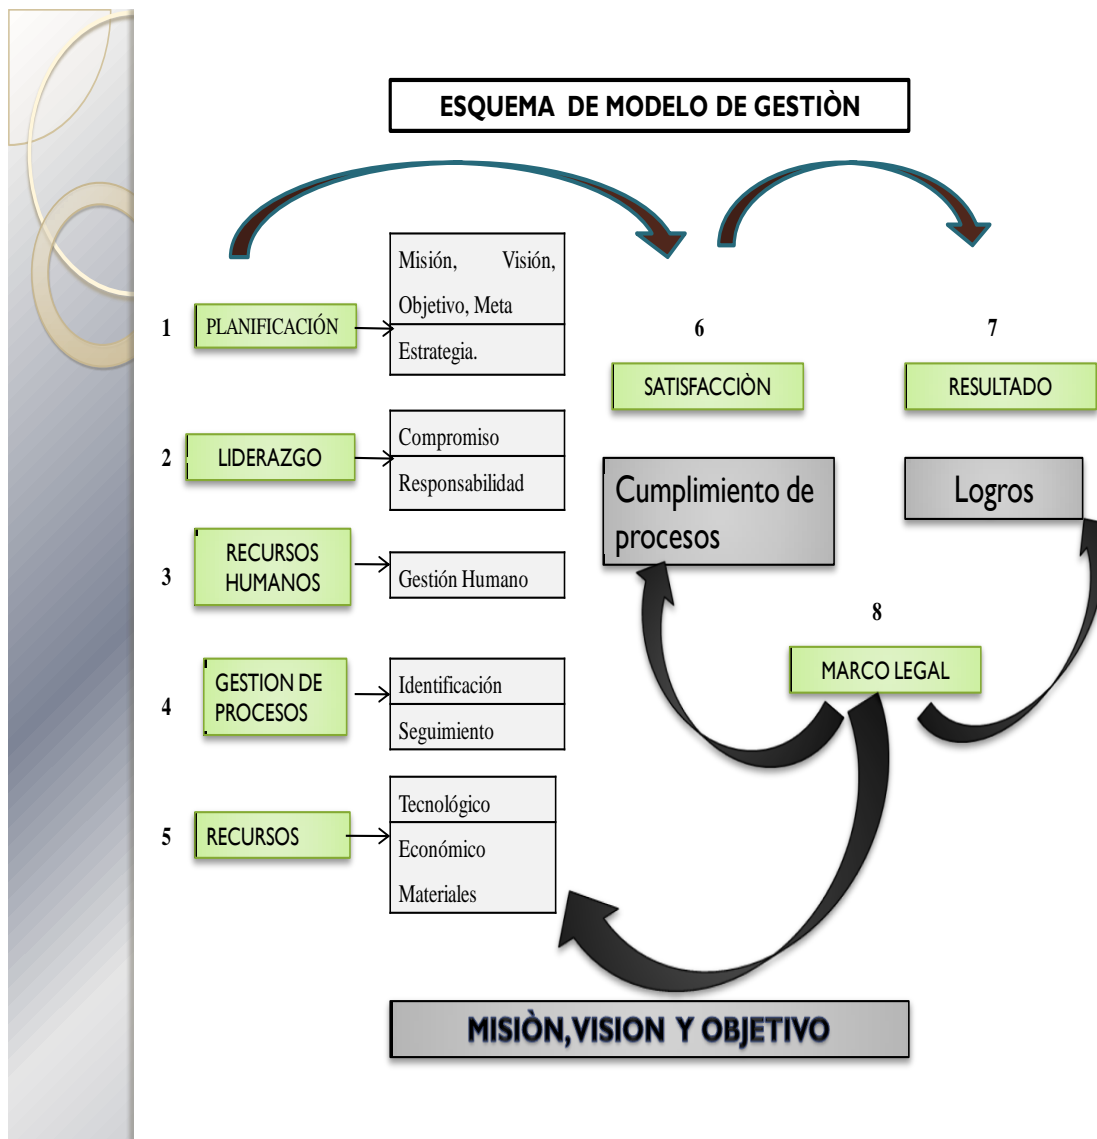 ESQUEMA DE MODELO DE GESTIÒN
Misión, Visión,
Objetivo, Meta
1
PLANIFICACIÓN
Estrategia.
2
LIDERAZGO
Compromiso
Responsabilidad
3
RECURSOS
HUMANOS
Gestión Humano
4
GESTION DE
PROCESOS
Identificación
Seguimiento
5
RECURSOS
Tecnológico
Económico
Materiales
6
SATISFACCIÒN
Cumplimiento de
procesos
7
RESULTADO
Logros
8
MARCO LEGAL
MISIÒN,VISION Y OBJETIVO